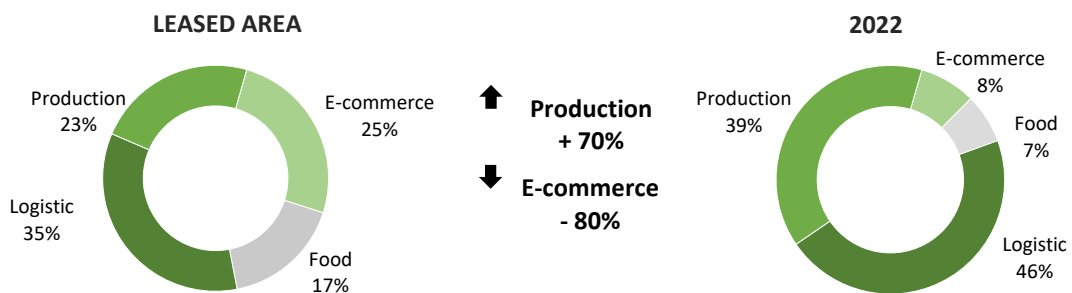 LEASED AREA
Production
23%
E-commerce
25%
Logistic
35%
Food
17%
Production
+ 70%
E-commerce
- 80%
2022
E-commerce
8%
Production
39%
Food
7%
Logistic
46%